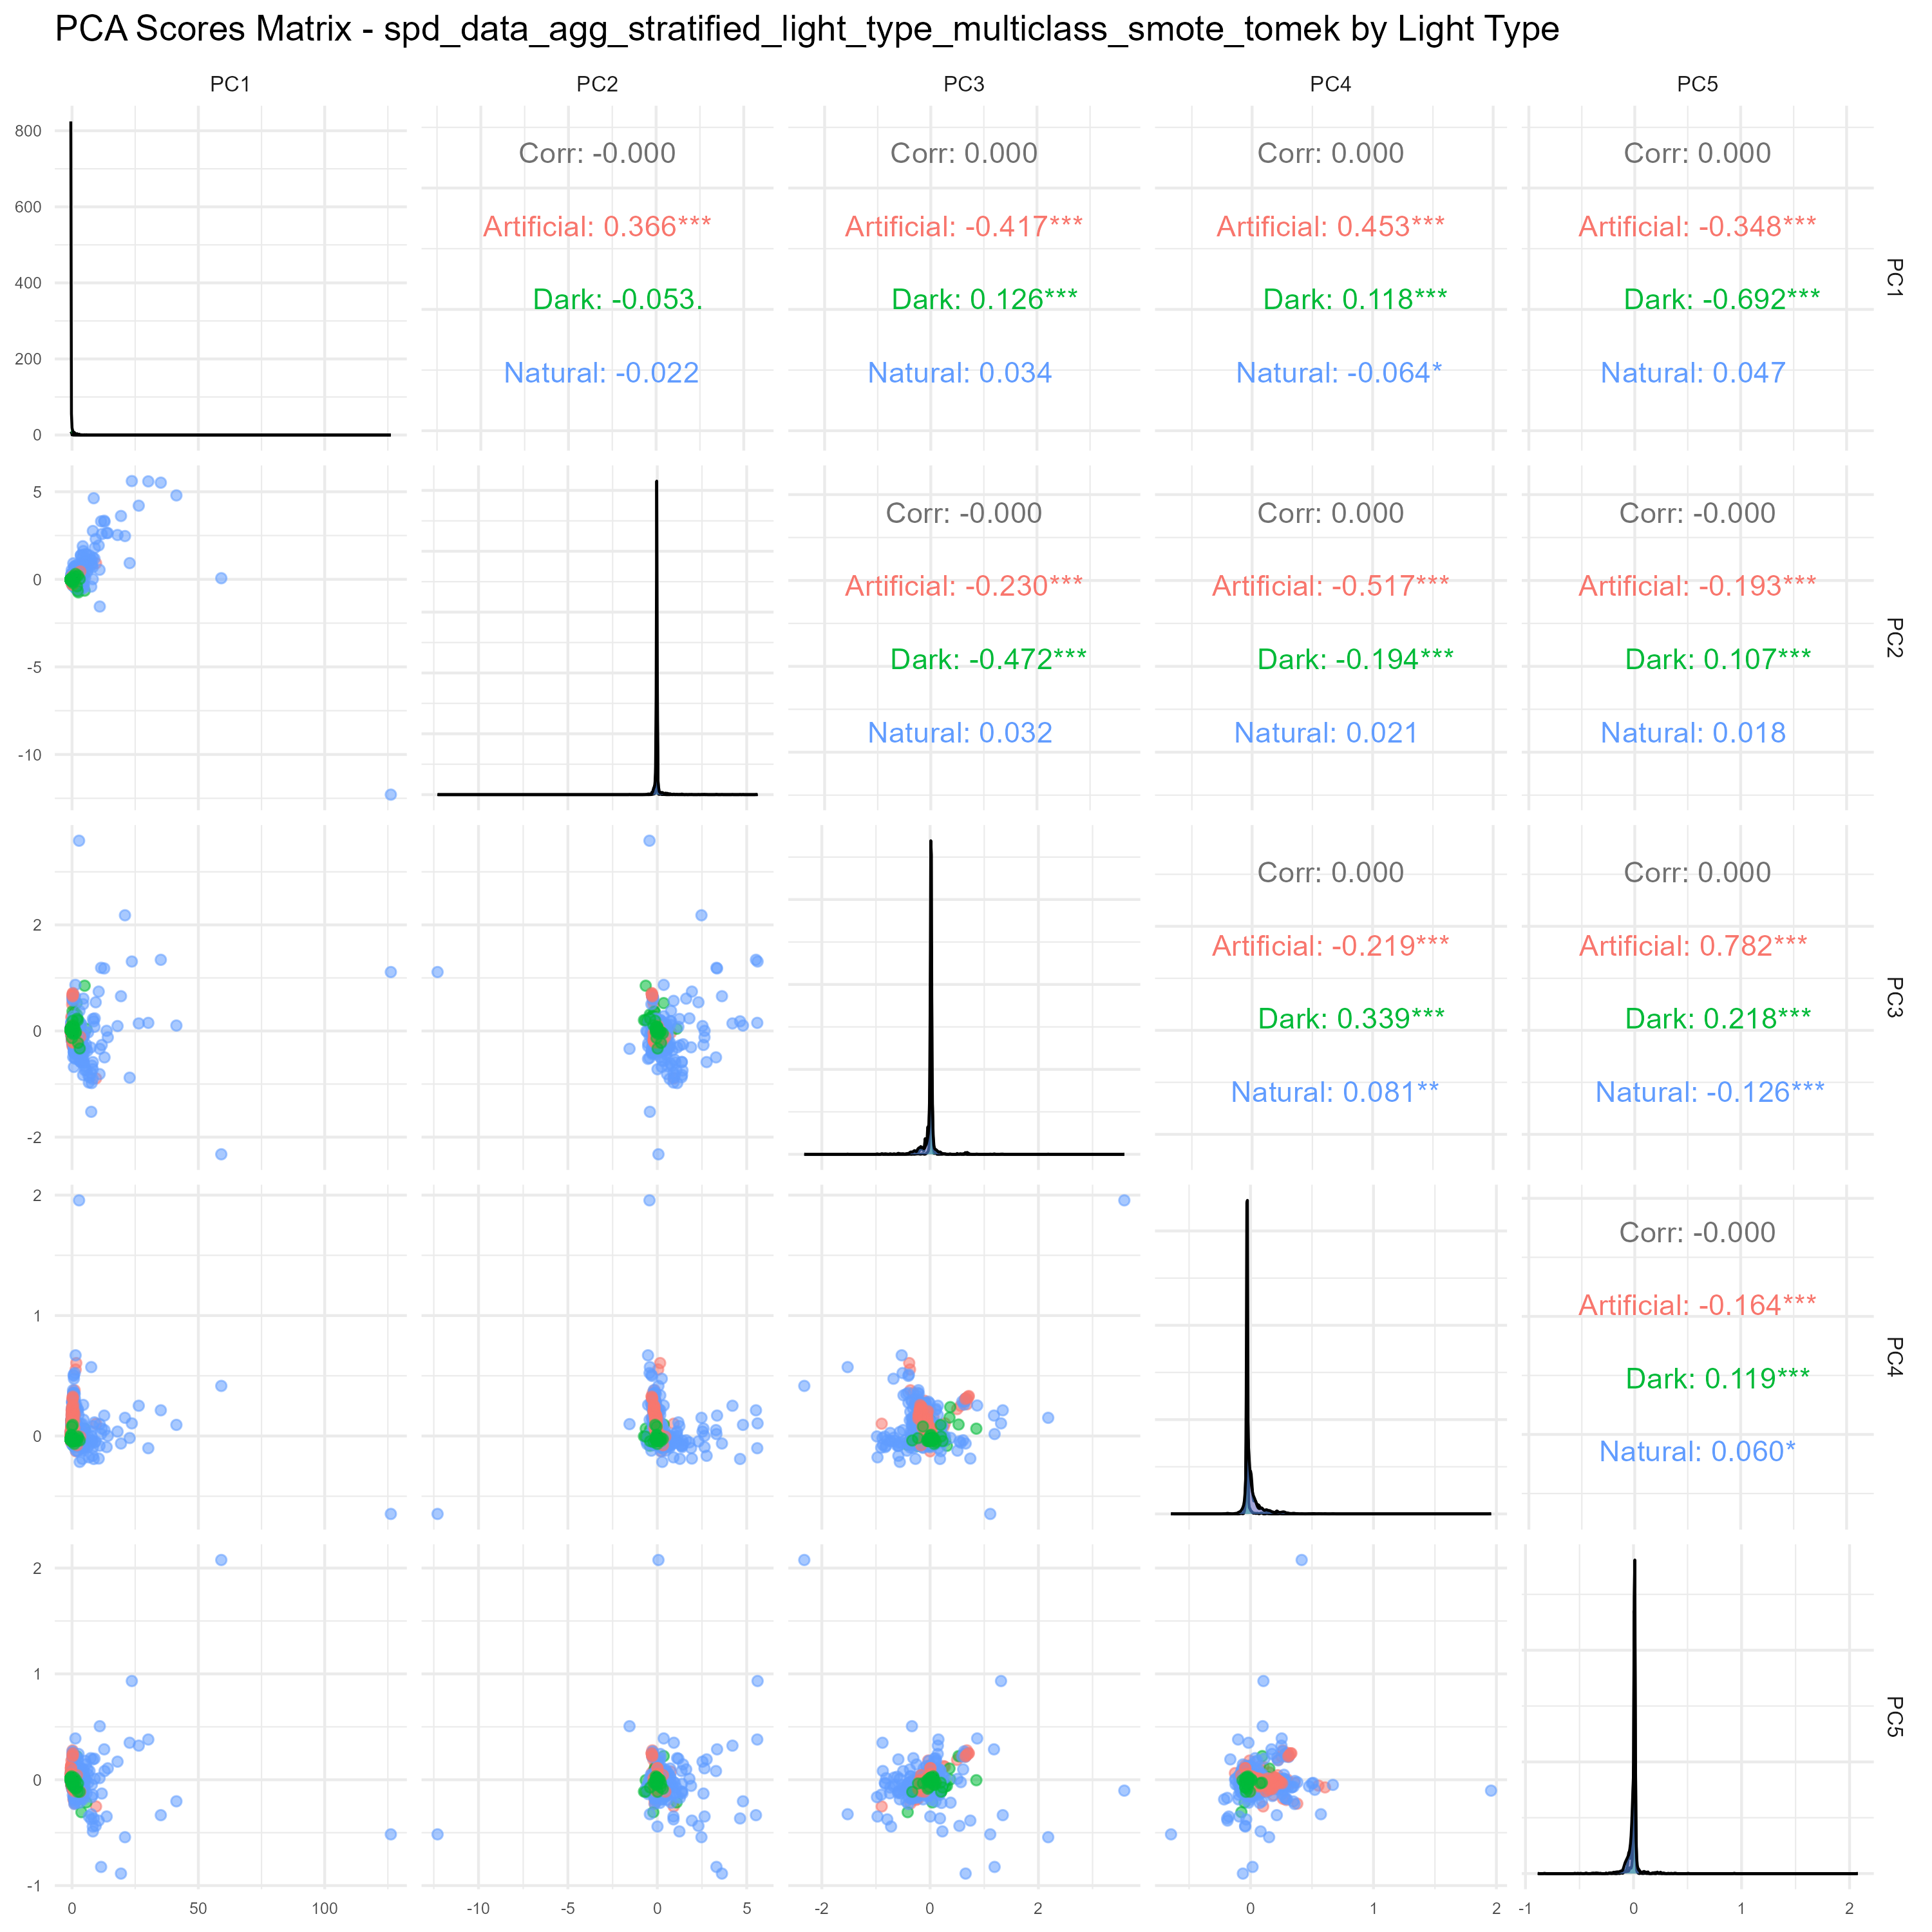 PCA Scores Matrix - spd_data_agg_stratified_light_type_multiclass_smote_tomek by Light Type
PC1 PC2 PC3 PC4 PC5
800
600
400
200
0
Corr: -0.000
Artificial: 0.366***
Dark: -0.053.
Natural: -0.022
Corr: 0.000
Artificial: -0.417***
Dark: 0.126***
Natural: 0.034
Corr: 0.000
Artificial: 0.453***
Dark: 0.118***
Natural: -0.064*
Corr: 0.000
Artificial: -0.348***
Dark: -0.692***
Natural: 0.047
PC1
5
0
-5
-10
Corr: -0.000
Artificial: -0.230***
Dark: -0.472***
Natural: 0.032
Corr: 0.000
Artificial: -0.517***
Dark: -0.194***
Natural: 0.021
Corr: -0.000
Artificial: -0.193***
Dark: 0.107***
Natural: 0.018
PC2
2
0
-2
Corr: 0.000
Artificial: -0.219***
Dark: 0.339***
Natural: 0.081**
Corr: 0.000
Artificial: 0.782***
Dark: 0.218***
Natural: -0.126***
PC3
2
1
0
Corr: -0.000
Artificial: -0.164***
Dark: 0.119***
Natural: 0.060*
PC4
2
1
0
-1
PC5
0 50 100
-10 -5 0 5
-2 0 2
0 1 2
-1 0 1 2